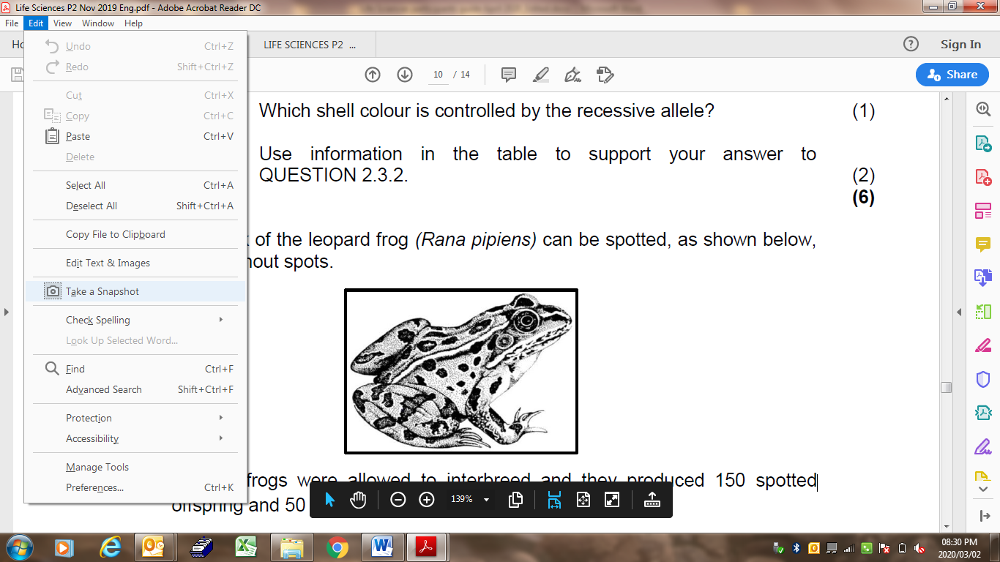 Life Sciences P2 Nov 2019 Eng.pdf - Adobe Acrobat Reader DC
File Edit View Window Help
LIFE SCIENCES P2 ...
Sign In
10 / 14
Share
Undo Ctrl+Z
Redo Shift+Ctrl+Z
Cut Ctrl+X
Copy Ctrl+C
Paste Ctrl+V
Delete
Select All Ctrl+A
Deselect All Shift+Ctrl+A
Copy File to Clipboard
Edit Text & Images
Take a Snapshot
Check Spelling
Look Up Selected Word...
Find Ctrl+F
Advanced Search Shift+Ctrl+F
Protection
Accessibility
Manage Tools
Preferences... Ctrl+K
Which shell colour is controlled by the recessive allele? (1)
Use information in the table to support your answer to
QUESTION 2.3.2. (2)
(6)
of the leopard frog (Rana pipiens) can be spotted, as shown below,
spots.
frogs were allowed to interbreed and they produced 150 spotted
offspring and 50
139%
08:30 PM
2020/03/02